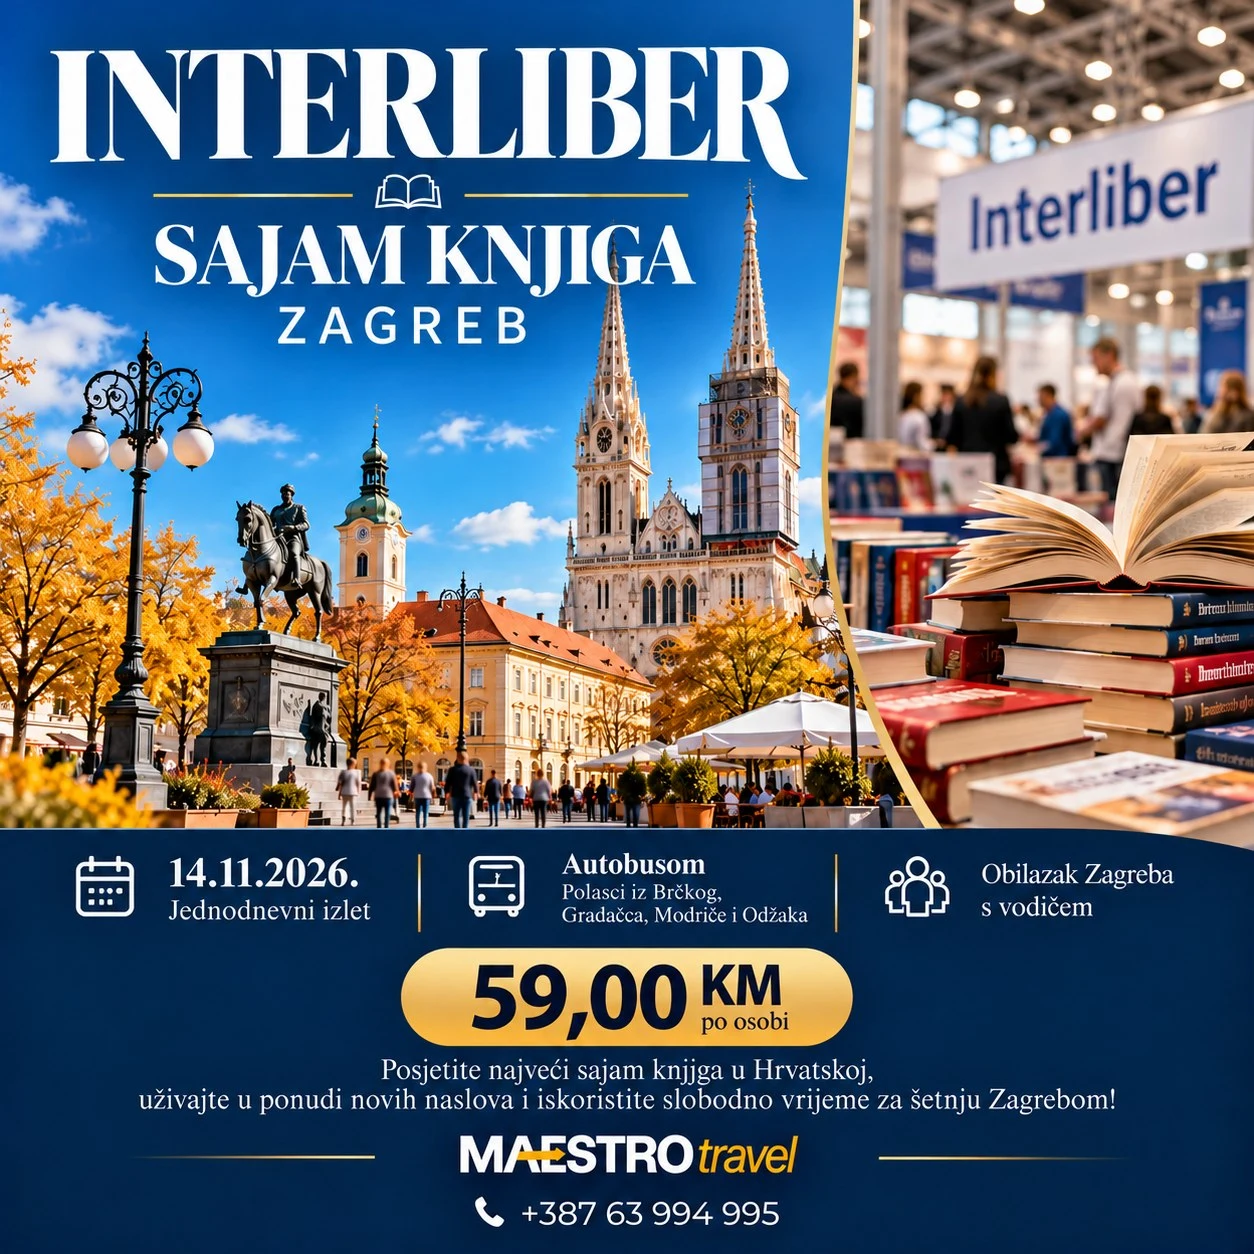 INTERLIBER
SAJAM KNJIGA
ZAGREB
Interliber
14.11.2026.
Jednodnevni izlet
Autobusom
Polasci iz Brčkog,
Gradačca, Modriče i Odžaka
Obilazak Zagreba
s vodičem
59,00 KM
po osobi
Posjetite najveći sajam knjjga u Hrvatskoj,
uživajte u ponudi novih naslova i iskoristite slobodno vrijeme za šetnju Zagrebom!
MAESTRO travel
+387 63 994 995